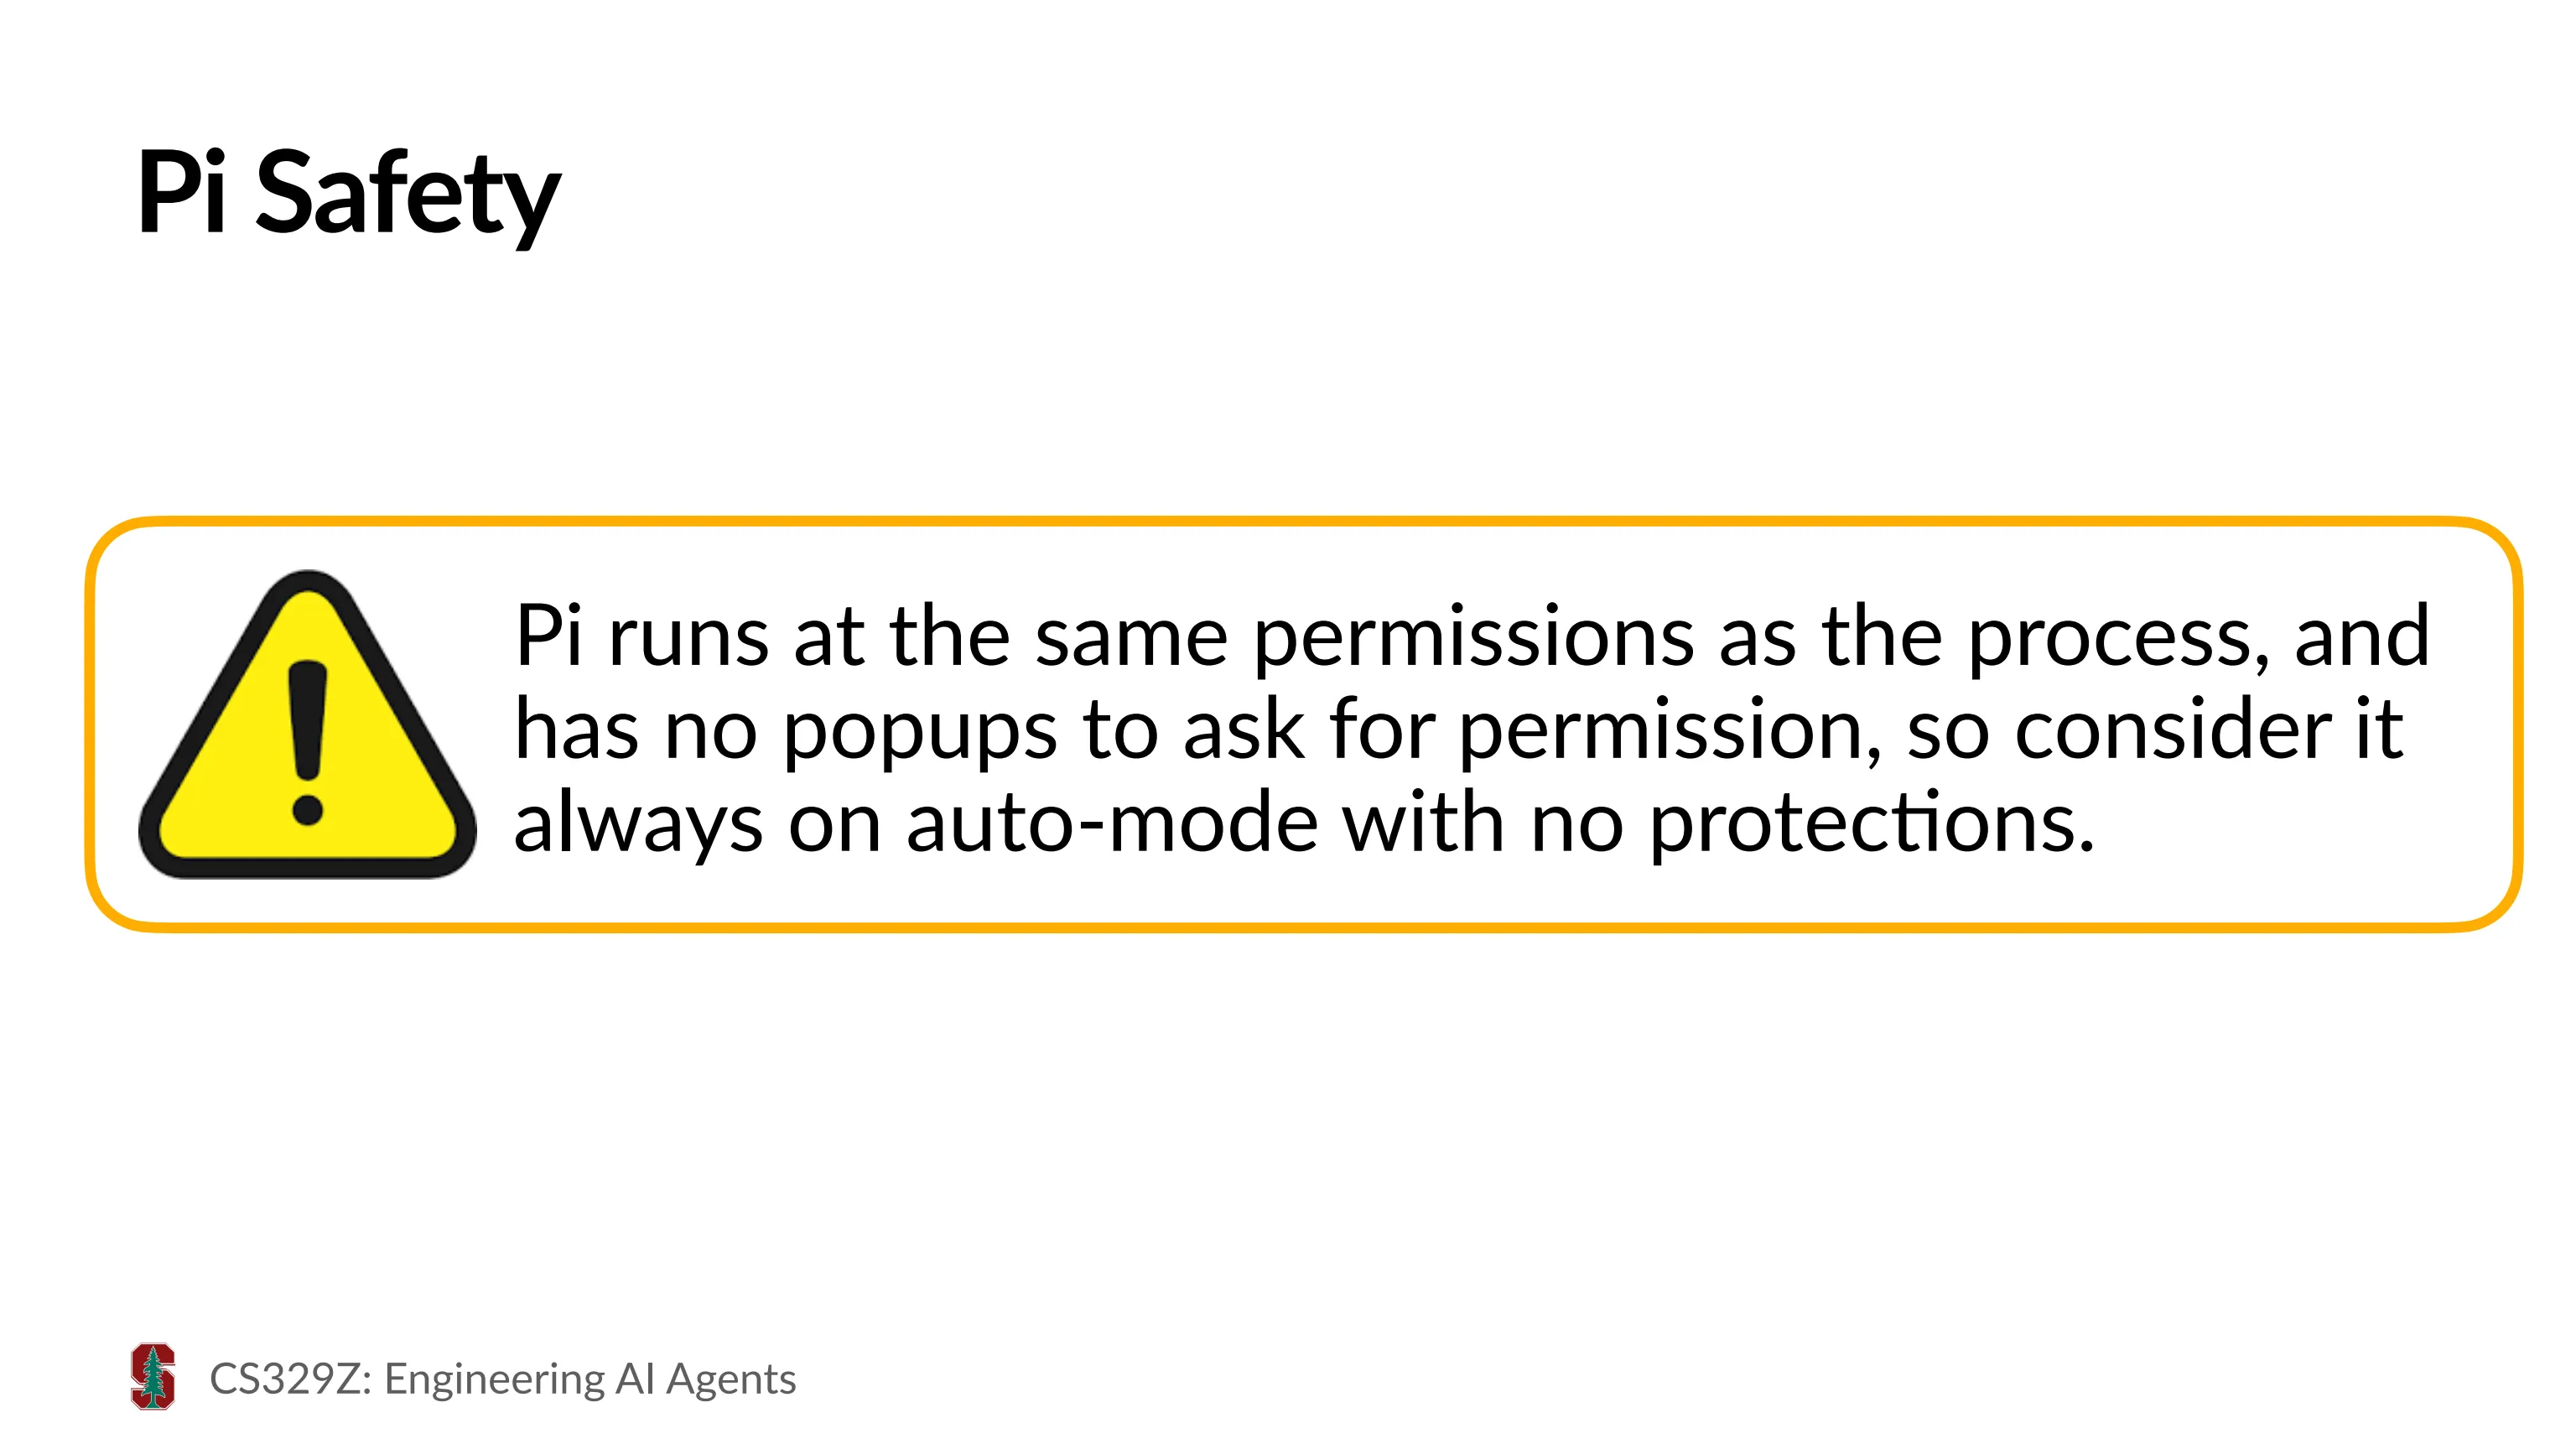 Pi Safety
Pi runs at the same permissions as the process, and
has no popups to ask for permission, so consider it
always on auto-mode with no protections.
CS329Z: Engineering AI Agents